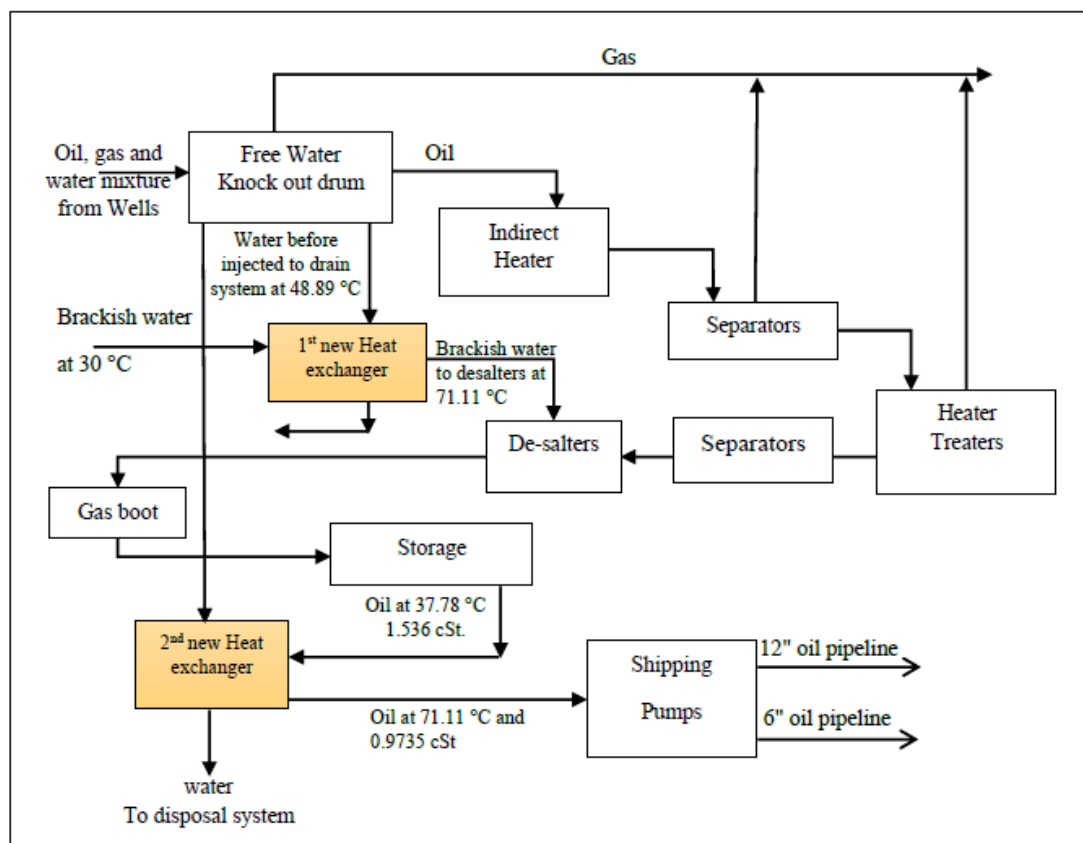 Gas
Oil, gas and
water mixture
from Wells
Free Water
Knock out drum
Oil
Indirect
Heater
Water before
injected to drain
system at 48.89 °C
Separators
Brackish water
at 30 °C
1st new Heat
exchanger
Brackish water
to desalters at
71.11 °C
Heater
Treaters
De-salters
Separators
Gas boot
Storage
Oil at 37.78 °C
1.536 cSt.
2nd new Heat
exchanger
Shipping
Pumps
12" oil pipeline
6" oil pipeline
Oil at 71.11 °C and
0.9735 cSt
water
To disposal system